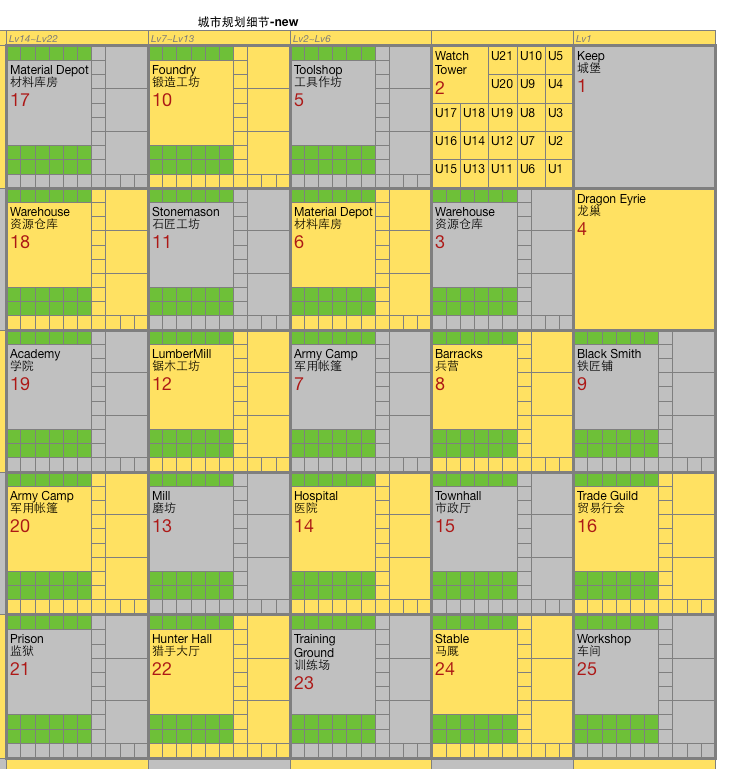 城市规划细节-new
Lv14-Lv22
Lv7-Lv13
Lv2-Lv6
Lv1
Material Depot
材料库房
17
Foundry
锻造工坊
10
Toolshop
工具作坊
5
Watch
Tower
2
U21 U10 U5
U20 U9 U4
U17 U18 U19 U8 U3
U16 U14 U12 U7 U2
U15 U13 U11 U6 U1
Keep
城堡
1
Warehouse
资源仓库
18
Stonemason
石匠工坊
11
Material Depot
材料库房
6
Warehouse
资源仓库
3
Dragon Eyrie
龙巢
4
Academy
学院
19
LumberMill
锯木工坊
12
Army Camp
军用帐篷
7
Barracks
兵营
8
Black Smith
铁匠铺
9
Army Camp
军用帐篷
20
Mill
磨坊
13
Hospital
医院
14
Townhall
市政厅
15
Trade Guild
贸易行会
16
Prison
监狱
21
Hunter Hall
猎手大厅
22
Training
Ground
训练场
23
Stable
马厩
24
Workshop
车间
25